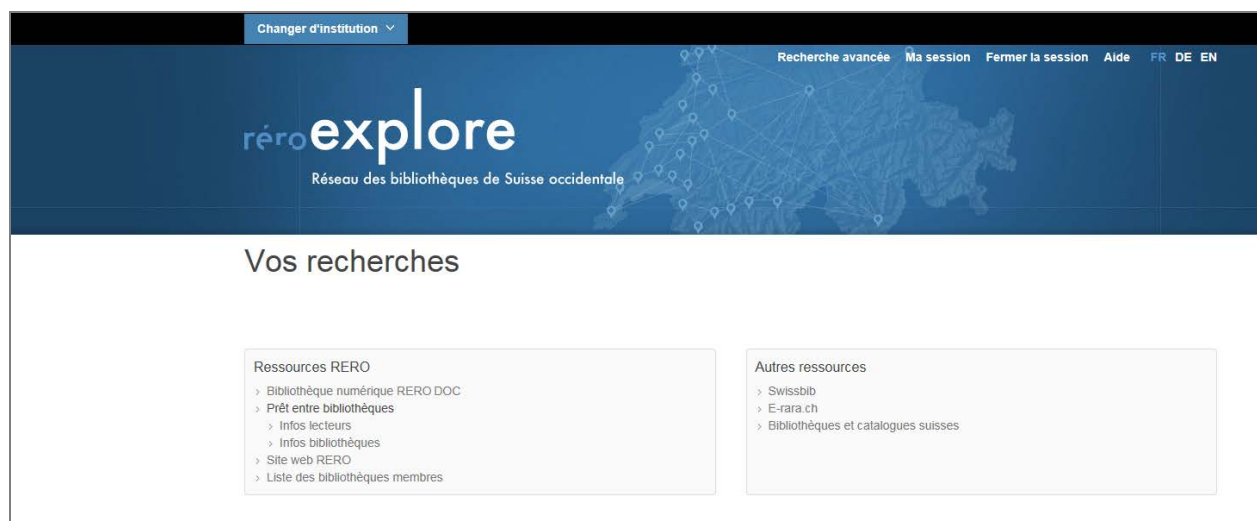 Changer d'institution
Recherche avancée Ma session Fermer la session Aide FR DE EN
réro explore
Réseau des bibliothèques de Suisse occidentale
Vos recherches
Ressources RERO
Bibliothèque numérique RERO DOC
Prêt entre bibliothèques
Infos lecteurs
Infos bibliothèques
Site web RERO
Liste des bibliothèques membres
Autres ressources
Swissbib
E-rara.ch
Bibliothèques et catalogues suisses